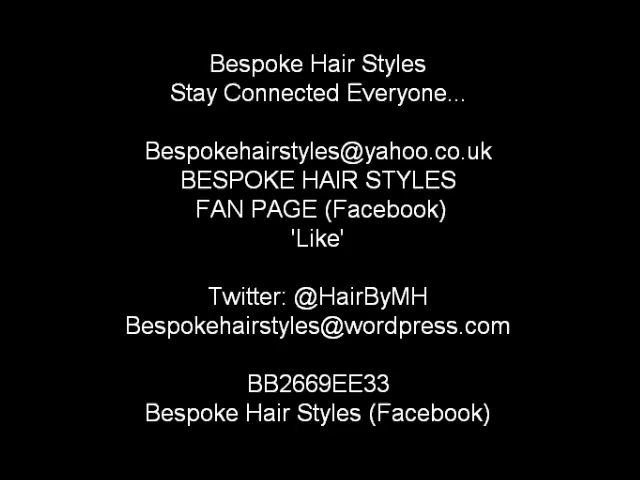 Bespoke Hair Styles
Stay Connected Everyone...
Bespokehairstyles@yahoo.co.uk
BESPOKE HAIR STYLES
FAN PAGE (Facebook)
'Like'
Twitter: @HairByMH
Bespokehairstyles@wordpress.com
BB2669EE33
Bespoke Hair Styles (Facebook)